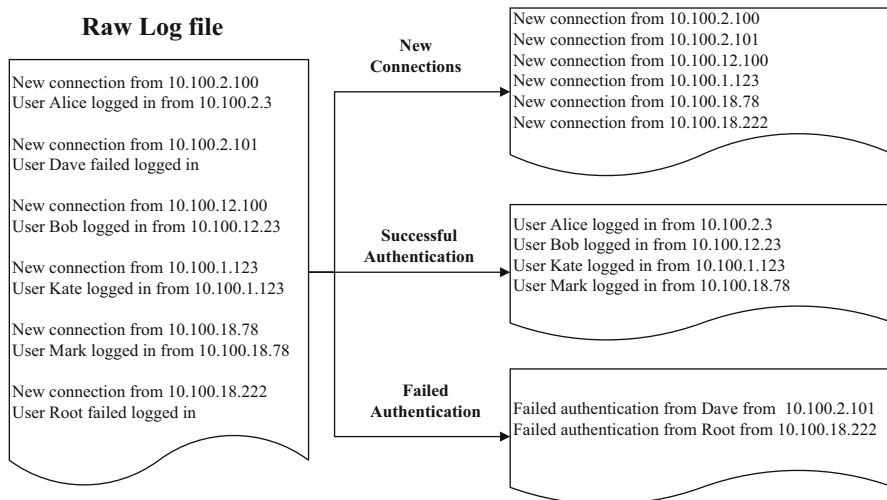 Raw Log file
New connection from 10.100.2.100
User Alice logged in from 10.100.2.3
New connection from 10.100.2.101
User Dave failed logged in
New connection from 10.100.12.100
User Bob logged in from 10.100.12.23
New connection from 10.100.1.123
User Kate logged in from 10.100.1.123
New connection from 10.100.18.78
User Mark logged in from 10.100.18.78
New connection from 10.100.18.222
User Root failed logged in
New
Connections
New connection from 10.100.2.100
New connection from 10.100.2.101
New connection from 10.100.12.100
New connection from 10.100.1.123
New connection from 10.100.18.78
New connection from 10.100.18.222
Successful
Authentication
User Alice logged in from 10.100.2.3
User Bob logged in from 10.100.12.23
User Kate logged in from 10.100.1.123
User Mark logged in from 10.100.18.78
Failed
Authentication
Failed authentication from Dave from 10.100.2.101
Failed authentication from Root from 10.100.18.222